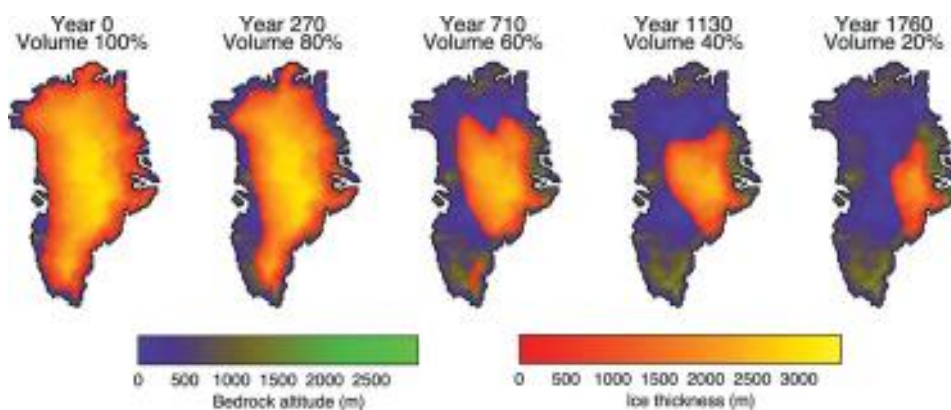 Year 0
Volume 100%
Year 270
Volume 80%
Year 710
Volume 60%
Year 1130
Volume 40%
Year 1760
Volume 20%
0 500 1000 1500 2000 2500
Bedrock altitude (m)
0 500 1000 1500 2000 2500 3000
Ice thickness (m)